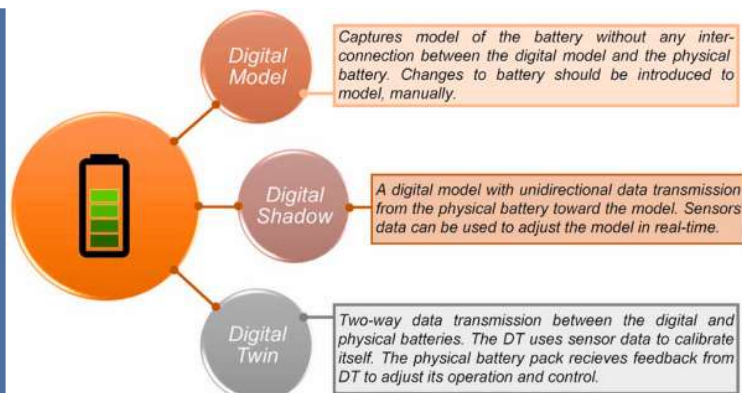 Digital
Model
Captures model of the battery without any inter-
connection between the digital model and the physical
battery. Changes to battery should be introduced to
model, manually.
Digital
Shadow
A digital model with unidirectional data transmission
from the physical battery toward the model. Sensors
data can be used to adjust the model in real-time.
Digital
Twin
Two-way data transmission between the digital and
physical batteries. The DT uses sensor data to calibrate
itself. The physical battery pack recieves feedback from
DT to adjust its operation and control.